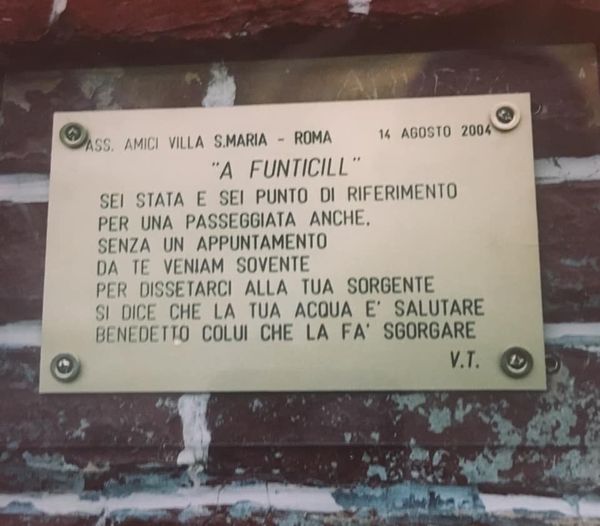 ASS. AMICI VILLA S.MARIA - ROMA 14 AGOSTO 2004
"A FUNTICILL"
SEI STATA E SEI PUNTO DI RIFERIMENTO
PER UNA PASSEGGIATA ANCHE,
SENZA UN APPUNTAMENTO
DA TE VENIAM SOVENTE
PER DISSETARCI ALLA TUA SORGENTE
SI DICE CHE LA TUA ACQUA E' SALUTARE
BENEDETTO COLUI CHE LA FA' SGORGARE
V.T.